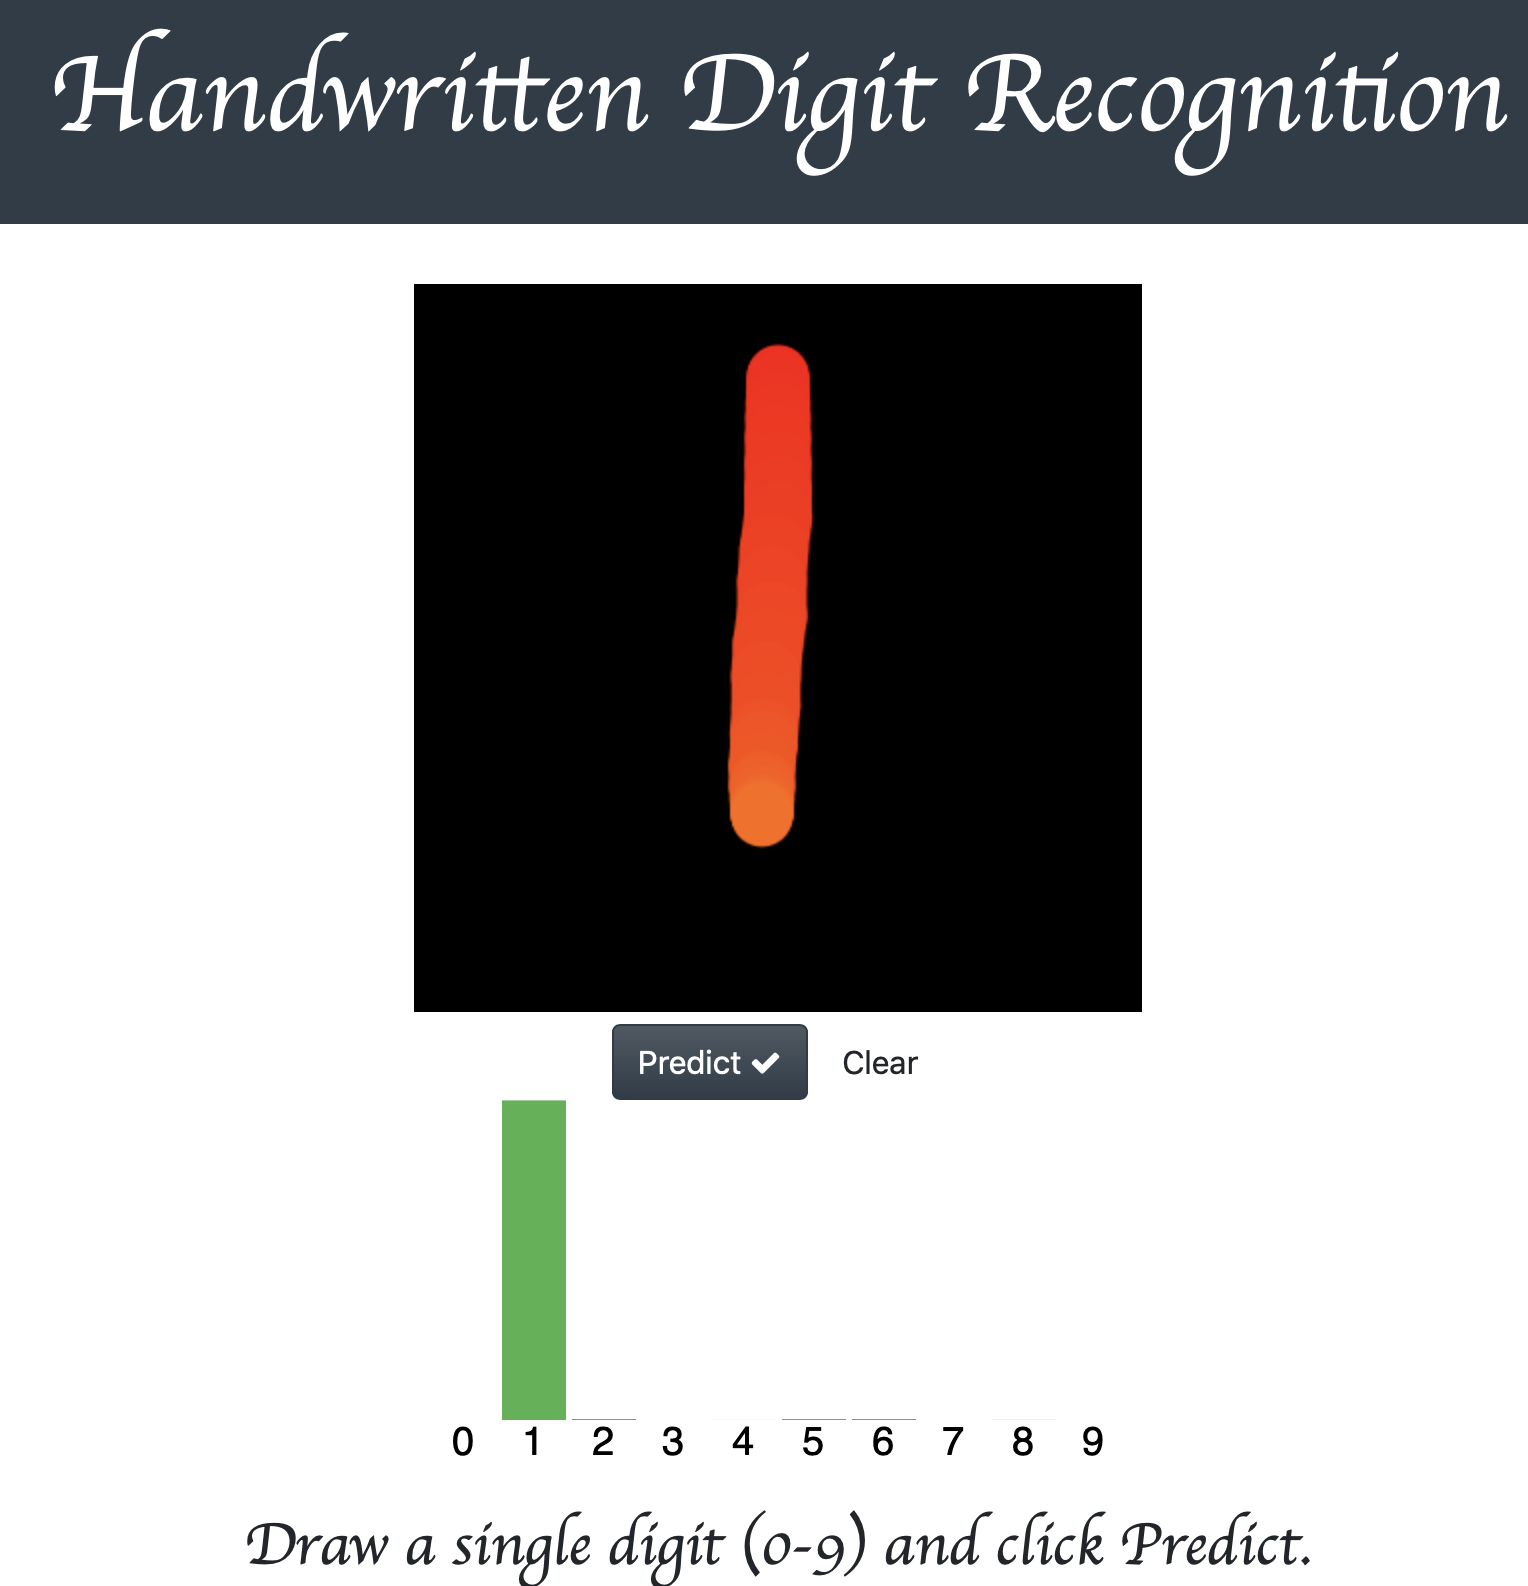 Handwritten Digit Recognition
1
Predict Clear
0 1 2 3 4 5 6 7 8 9
Draw a single digit (0-9) and click Predict.